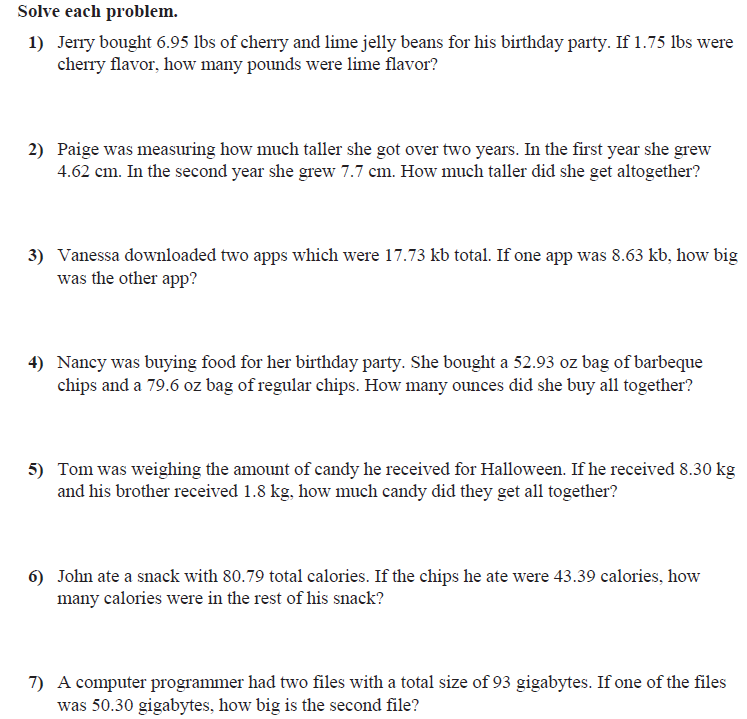 Solve each problem.
1) Jerry bought 6.95 lbs of cherry and lime jelly beans for his birthday party. If 1.75 lbs were
cherry flavor, how many pounds were lime flavor?
2) Paige was measuring how much taller she got over two years. In the first year she grew
4.62 cm. In the second year she grew 7.7 cm. How much taller did she get altogether?
3) Vanessa downloaded two apps which were 17.73 kb total. If one app was 8.63 kb, how big
was the other app?
4) Nancy was buying food for her birthday party. She bought a 52.93 oz bag of barbeque
chips and a 79.6 oz bag of regular chips. How many ounces did she buy all together?
5) Tom was weighing the amount of candy he received for Halloween. If he received 8.30 kg
and his brother received 1.8 kg, how much candy did they get all together?
6) John ate a snack with 80.79 total calories. If the chips he ate were 43.39 calories, how
many calories were in the rest of his snack?
7) A computer programmer had two files with a total size of 93 gigabytes. If one of the files
was 50.30 gigabytes, how big is the second file?